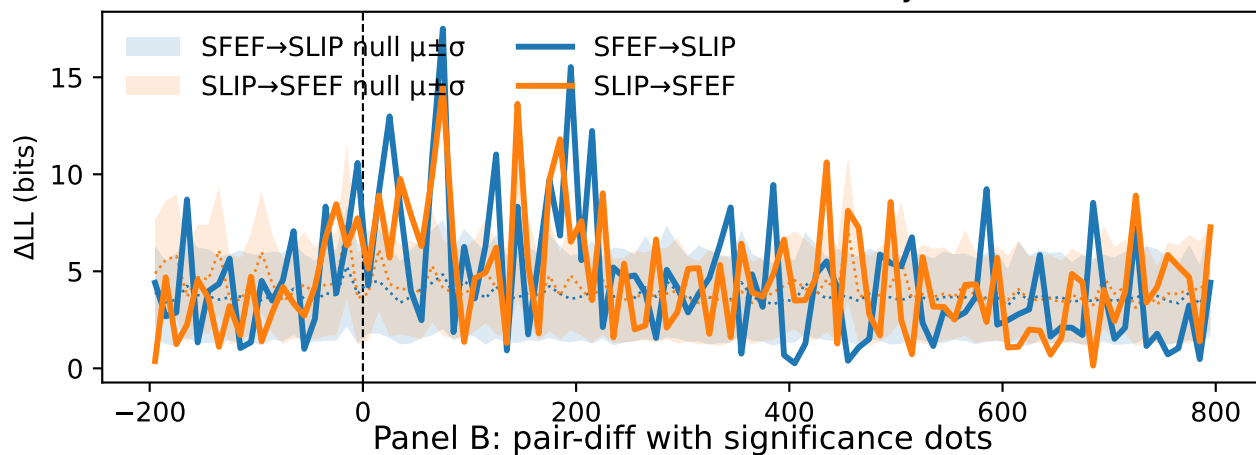 SFEF→SLIP null μ±σ SFEF→SLIP
SLIP→SFEF null μ±σ SLIP→SFEF
ΔLL (bits)
15
10
5
0
−200 0 200 400 600 800
Panel B: pair-diff with significance dots